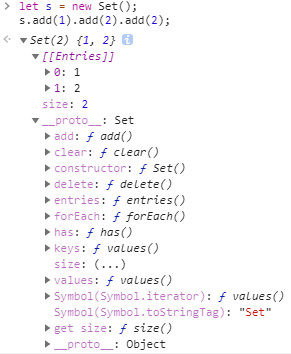 > let s = new Set();
s.add(1).add(2).add(2);
<· ▼ Set(2) {1, 2} i
▼ [[Entries]]
▶ 0: 1
▶ 1: 2
size: 2
▼ __proto__: Set
▶ add: ƒ add()
▶ clear: ƒ clear()
▶ constructor: ƒ Set()
▶ delete: ƒ delete()
▶ entries: ƒ entries()
▶ forEach: ƒ forEach()
▶ has: ƒ has()
▶ keys: ƒ values()
size: (...)
▶ values: ƒ values()
▶ Symbol(Symbol.iterator): ƒ values()
Symbol(Symbol.toStringTag): "Set"
▶ get size: ƒ size()
▶ __proto__: Object